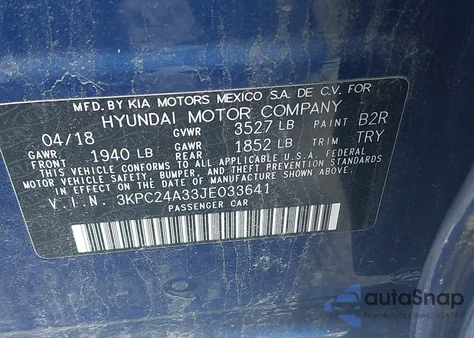 MFD. BY KIA MOTORS MEXICO S.A. DE C.V. FOR
HYUNDAI MOTOR COMPANY
04/18 GVWR 3527 LB PAINT B2R
GAWR FRONT 1940 LB GAWR REAR 1852 LB TRIM TRY
THIS VEHICLE CONFORMS TO ALL APPLICABLE U.S.A. FEDERAL
MOTOR VEHICLE SAFETY, BUMPER, AND THEFT PREVENTION
STANDARDS IN EFFECT ON THE DATE OF MANUFACTURE
SHOWN ABOVE.
V.I.N. 3KPC24A33JE033641
PASSENGER CAR
autoSnap